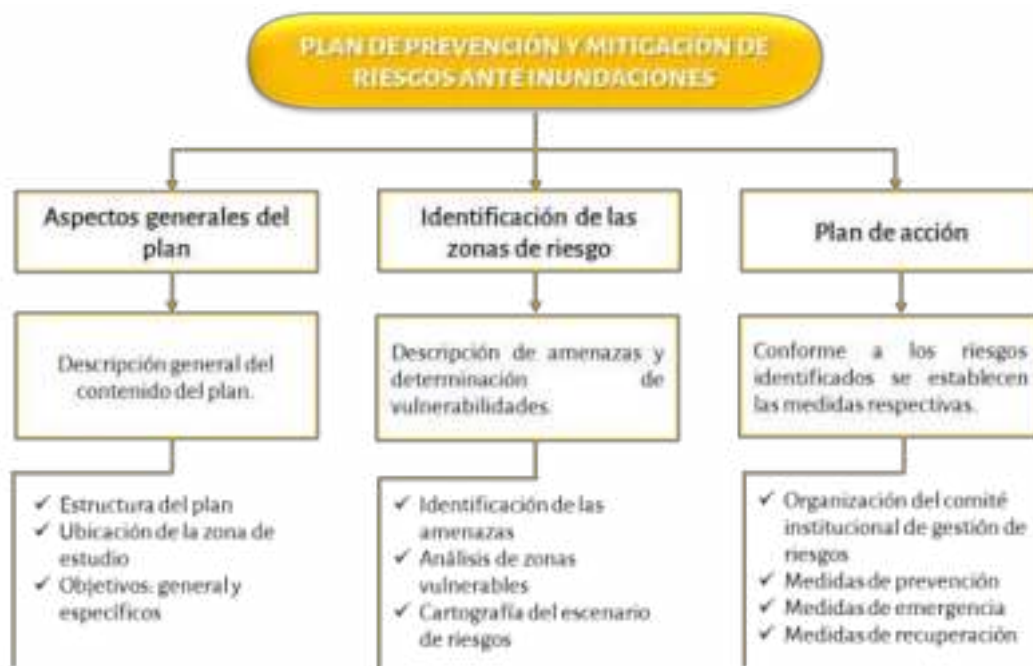 PLAN DE PREVENCIÓN Y MITIGACIÓN DE
RIESGOS ANTE INUNDACIONES
Aspectos generales del
plan
Descripción general del
contenido del plan.
✓ Estructura del plan
✓ Ubicación de la zona de
estudio
✓ Objetivos: general y
específicos
Identificación de las
zonas de riesgo
Descripción de amenazas y
determinación de
vulnerabilidades.
✓ Identificación de las
amenazas
✓ Análisis de zonas
vulnerables
✓ Cartografía del escenario
de riesgos
Plan de acción
Conforme a los riesgos
identificados se establecen
las medidas respectivas.
✓ Organización del comité
institucional de gestión de
riesgos
✓ Medidas de prevención
✓ Medidas de emergencia
✓ Medidas de recuperación